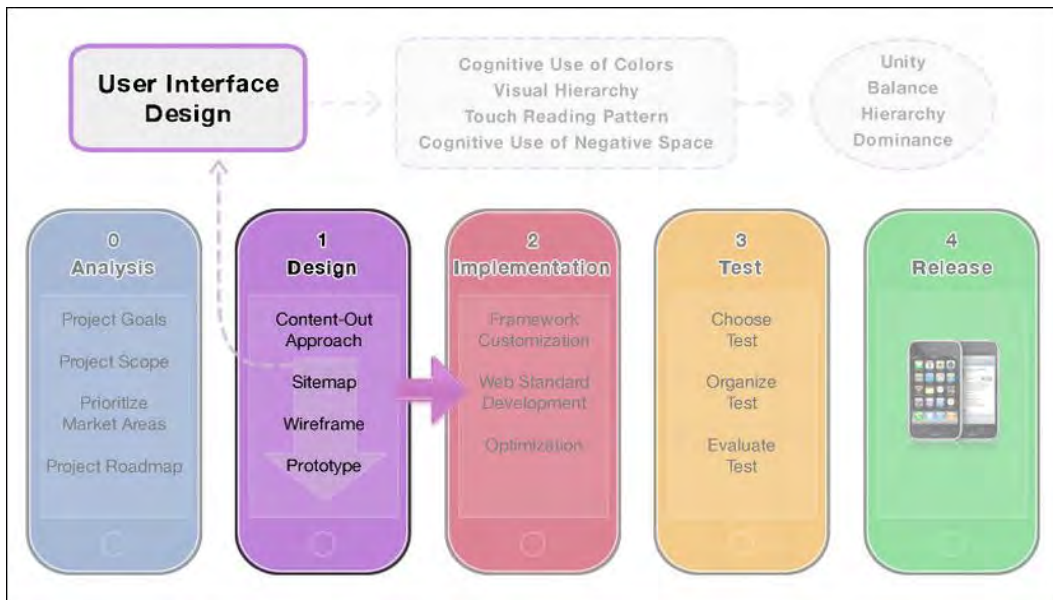 User Interface
Design
Cognitive Use of Colors
Visual Hierarchy
Touch Reading Pattern
Cognitive Use of Negative Space
Unity
Balance
Hierarchy
Dominance
0
Analysis
Project Goals
Project Scope
Prioritize
Market Areas
Project Roadmap
1
Design
Content-Out
Approach
Sitemap
Wireframe
Prototype
2
Implementation
Framework
Customization
Web Standard
Development
Optimization
3
Test
Choose
Test
Organize
Test
Evaluate
Test
4
Release